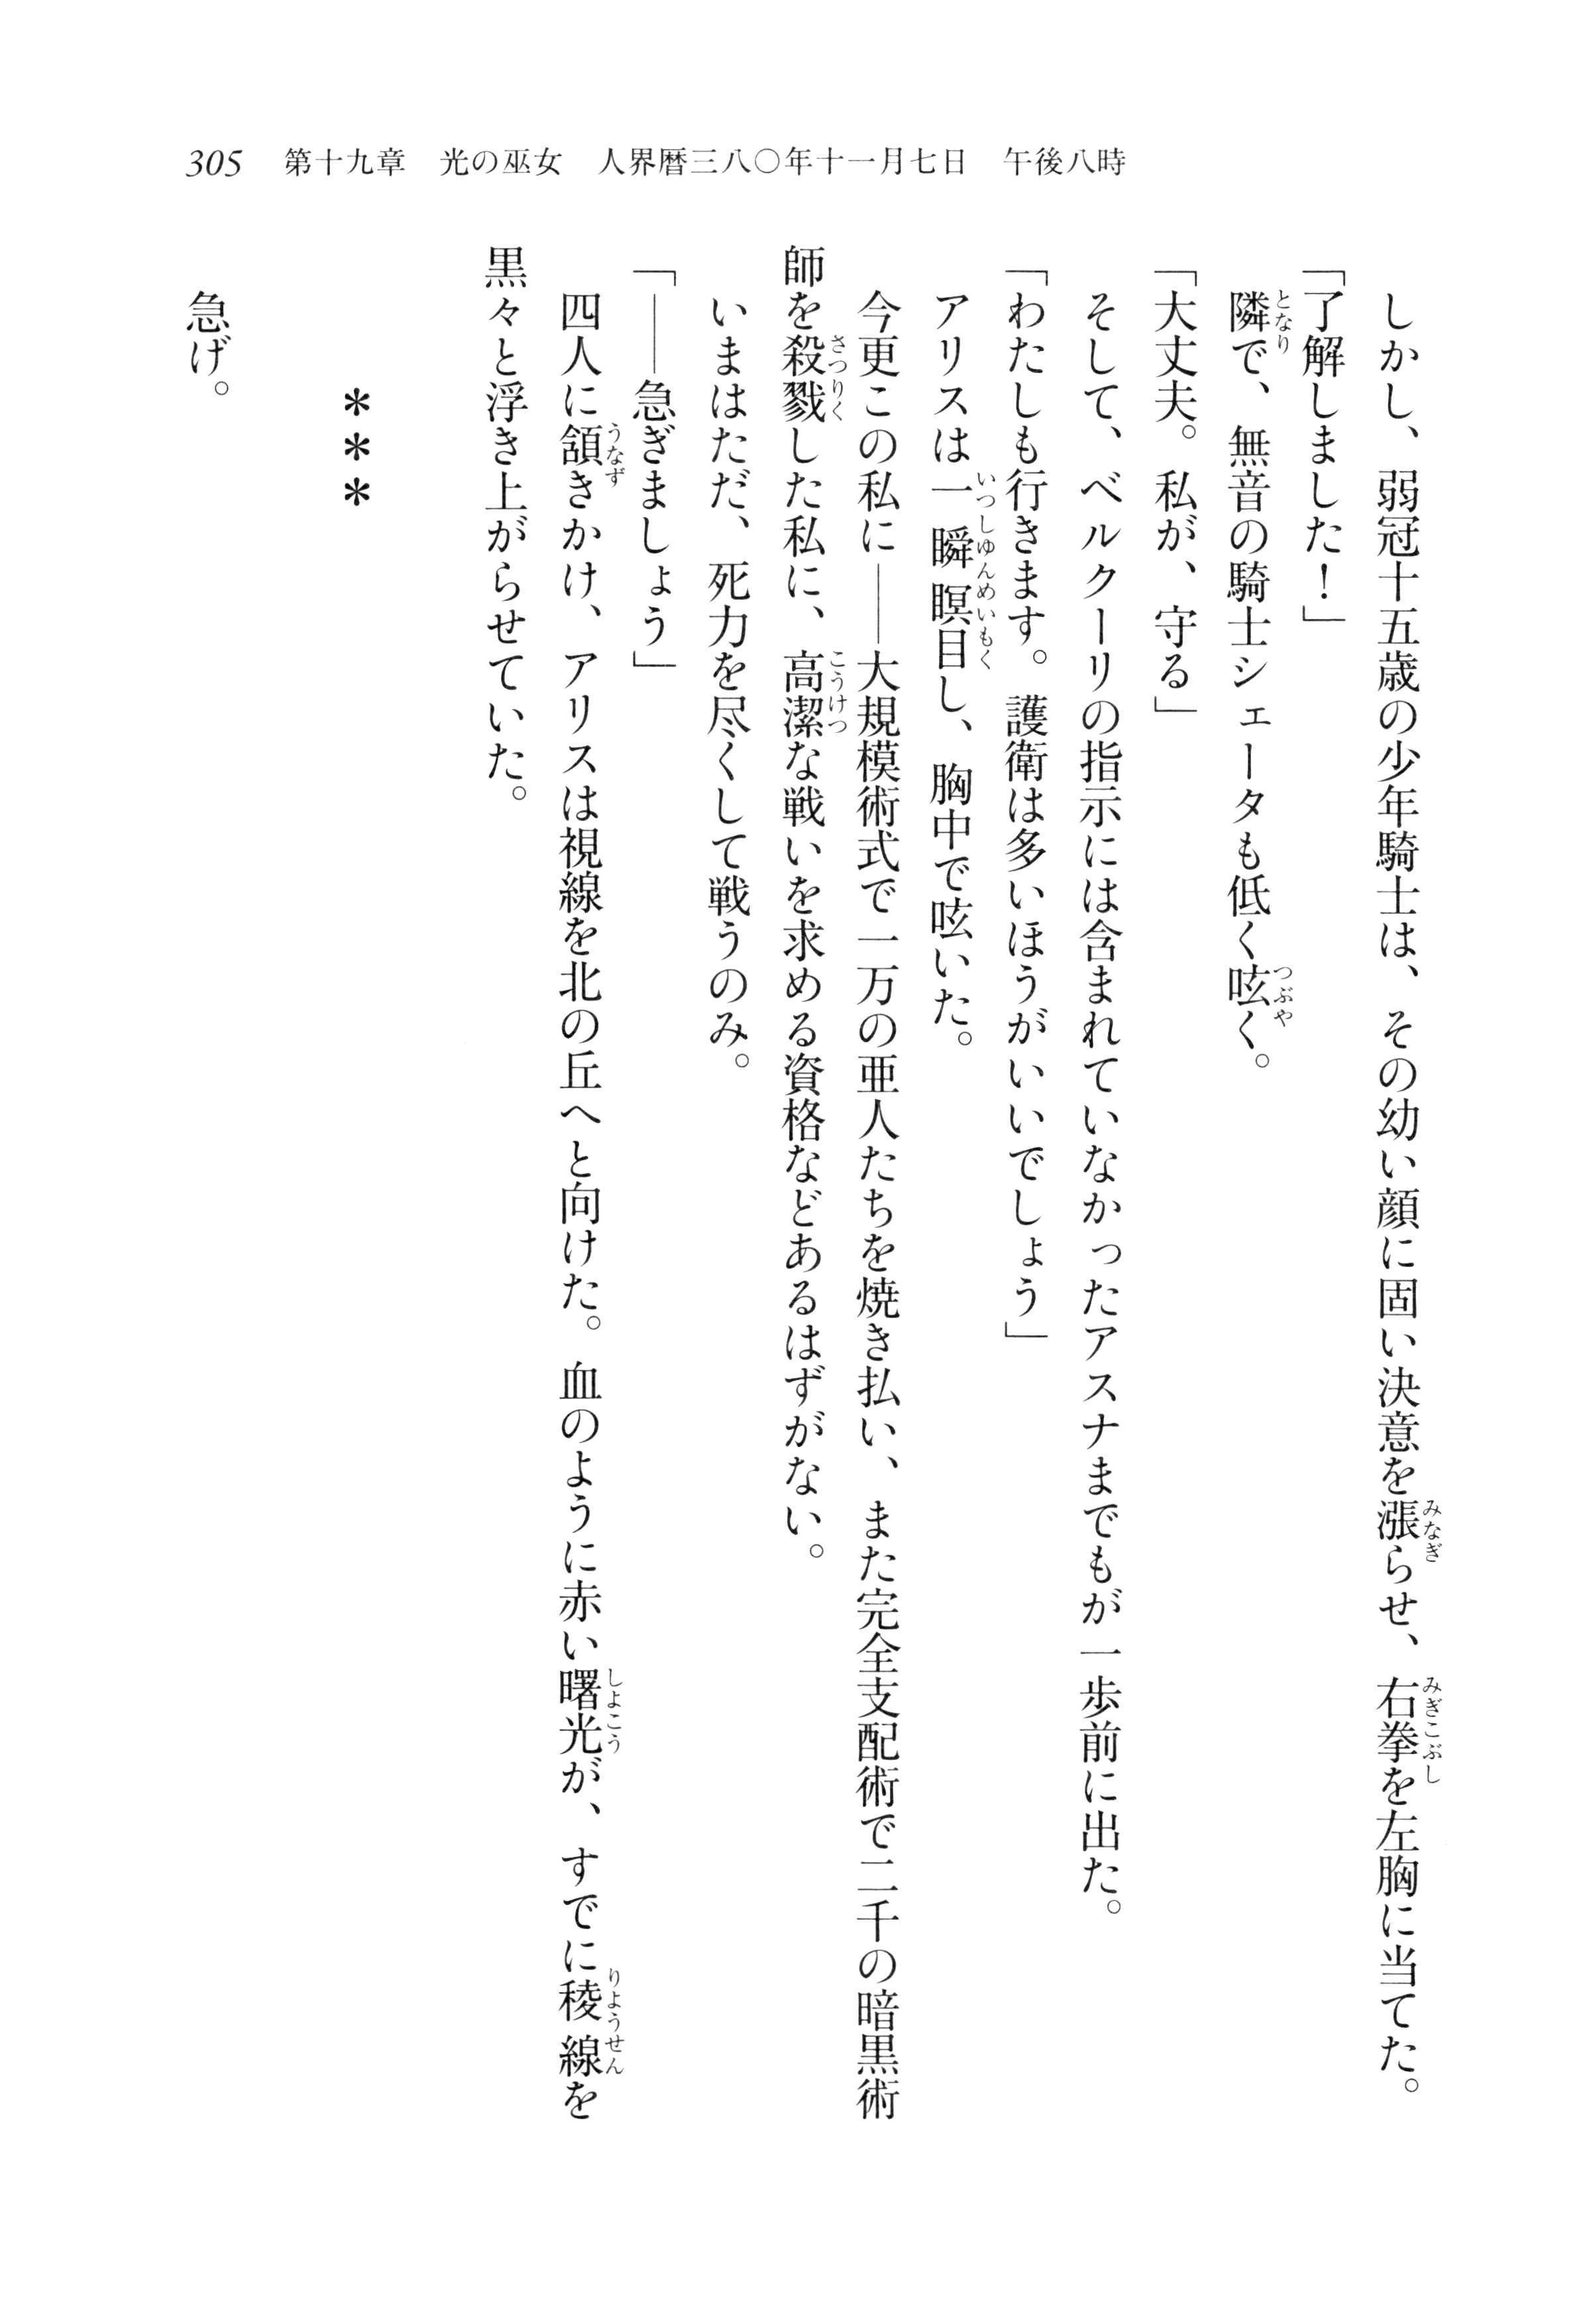 305　第十九章　光の巫女　人界暦三八〇年十一月七日　午後八時
　しかし、弱冠十五歳の少年騎士は、その幼い顔に固い決意を漲らせ、右拳を左胸に当てた。
「了解しました！」
　隣で、無音の騎士シェータも低く呟く。
「大丈夫。私が、守る」
　そして、ベルクーリの指示には含まれていなかったアスナまでもが一歩前に出た。
「わたしも行きます。護衛は多いほうがいいでしょう」
　アリスは一瞬瞑目し、胸中で呟いた。
　今更この私に――大規模術式で一万の亜人たちを焼き払い、また完全支配術で二千の暗黒術
師を殺戮した私に、高潔な戦いを求める資格などあるはずがない。
　いまはただ、死力を尽くして戦うのみ。
「――急ぎましょう」
　四人に頷きかけ、アリスは視線を北の丘へと向けた。血のように赤い曙光が、すでに稜線を
黒々と浮き上がらせていた。
＊＊＊
　急げ。